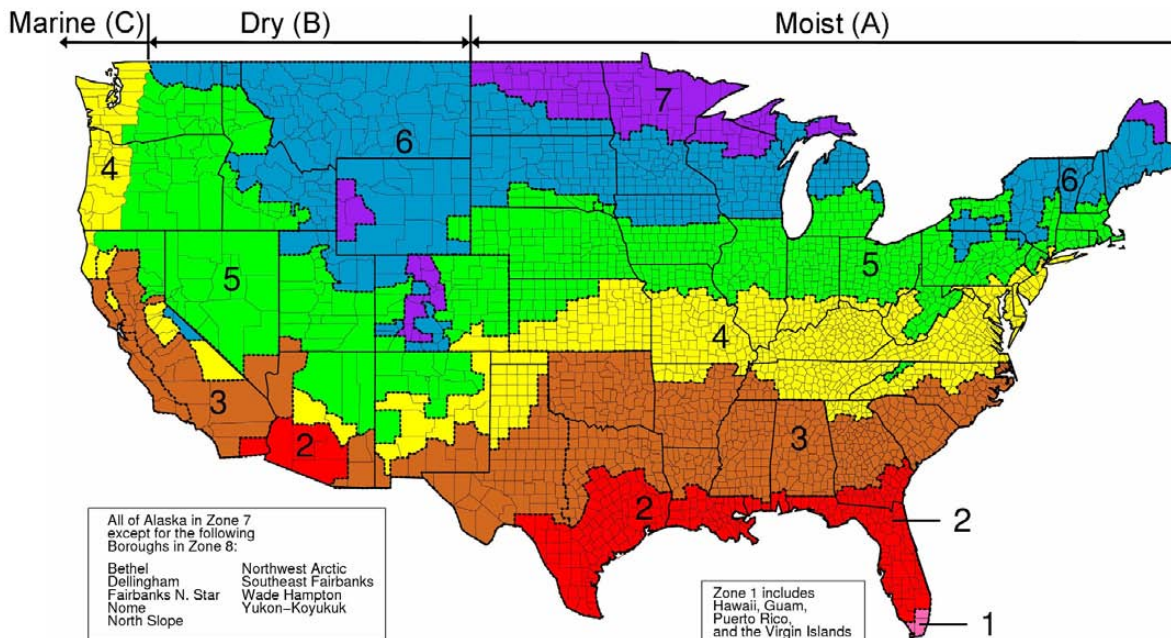 Marine (C) Dry (B) Moist (A)
7
6
4
6
5
5
4
3
3
2
2
2
1
All of Alaska in Zone 7
except for the following
Boroughs in Zone 8:
Bethel Northwest Arctic
Dellingham Southeast Fairbanks
Fairbanks N. Star Wade Hampton
Nome Yukon-Koyukuk
North Slope
Zone 1 includes
Hawaii, Guam,
Puerto Rico,
and the Virgin Islands